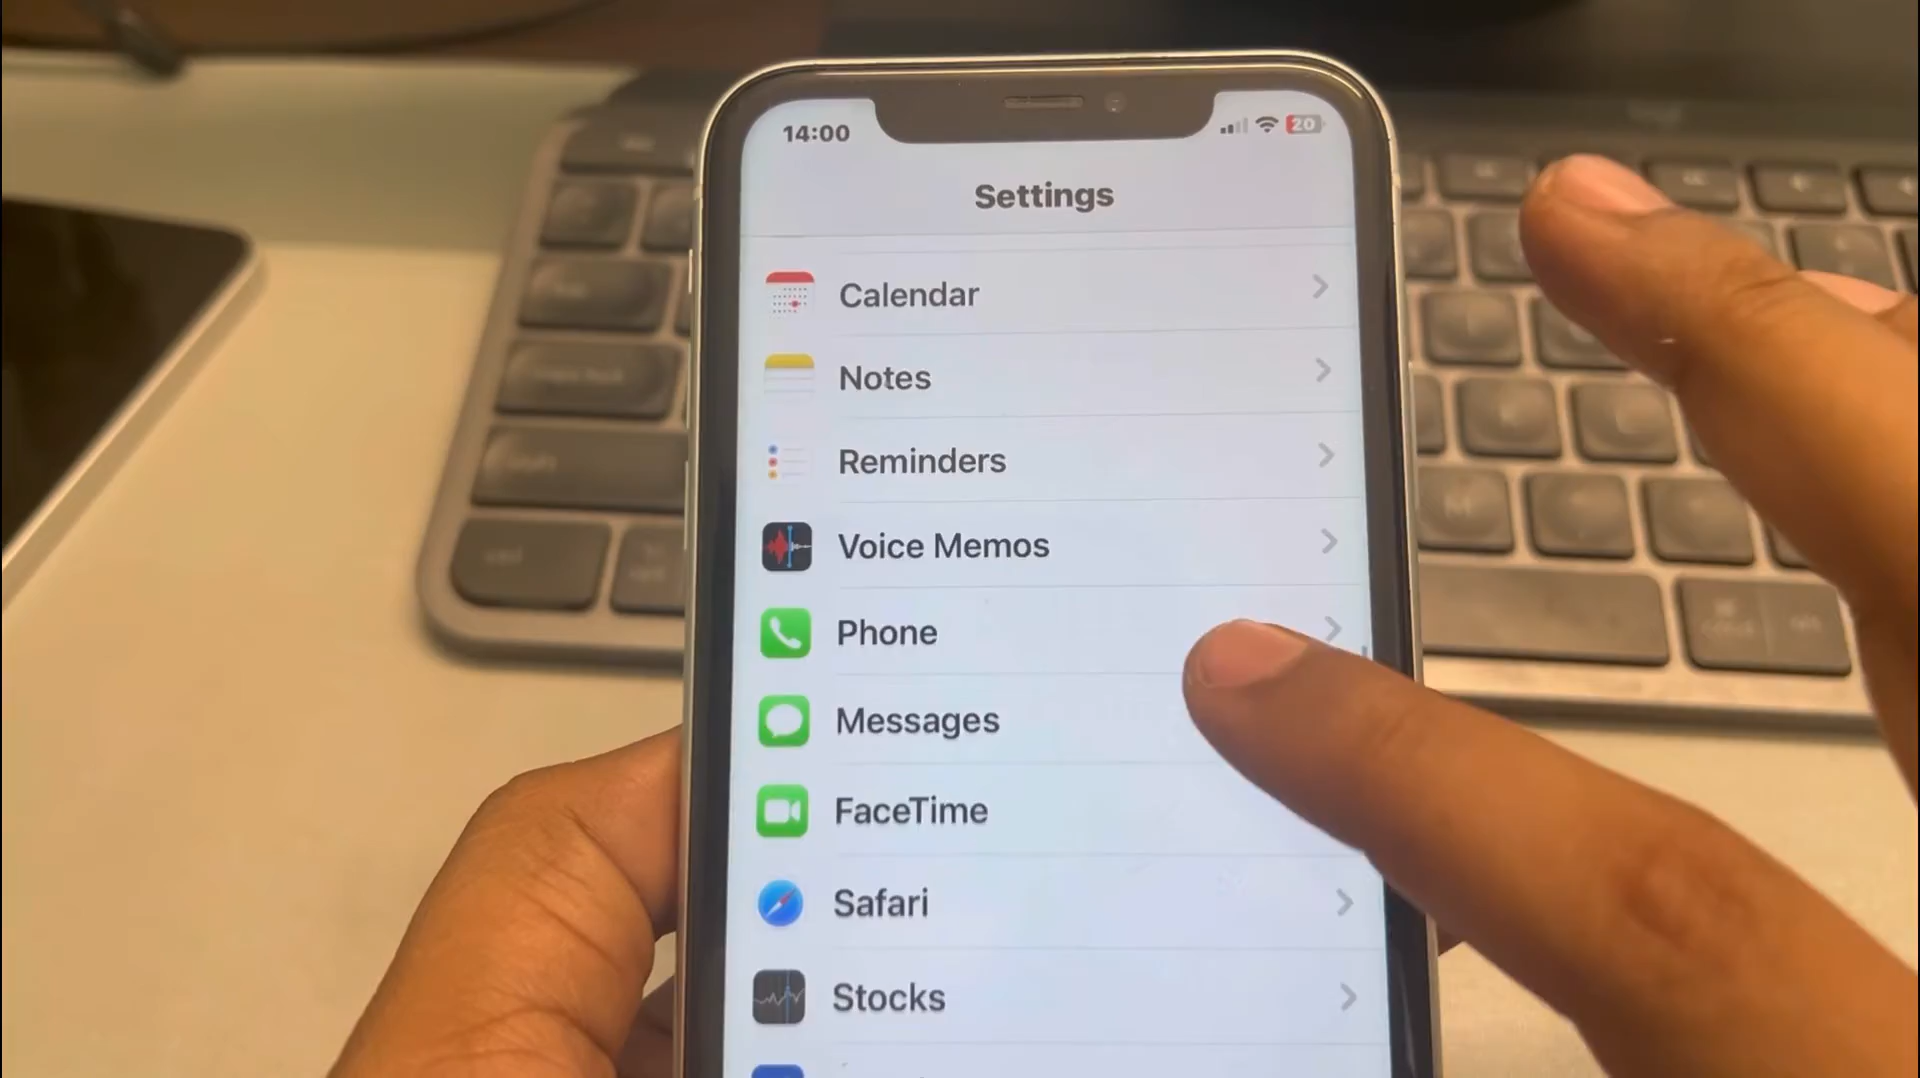 14:00
20
Settings
Calendar
Notes
Reminders
Voice Memos
Phone
Messages
FaceTime
Safari
Stocks